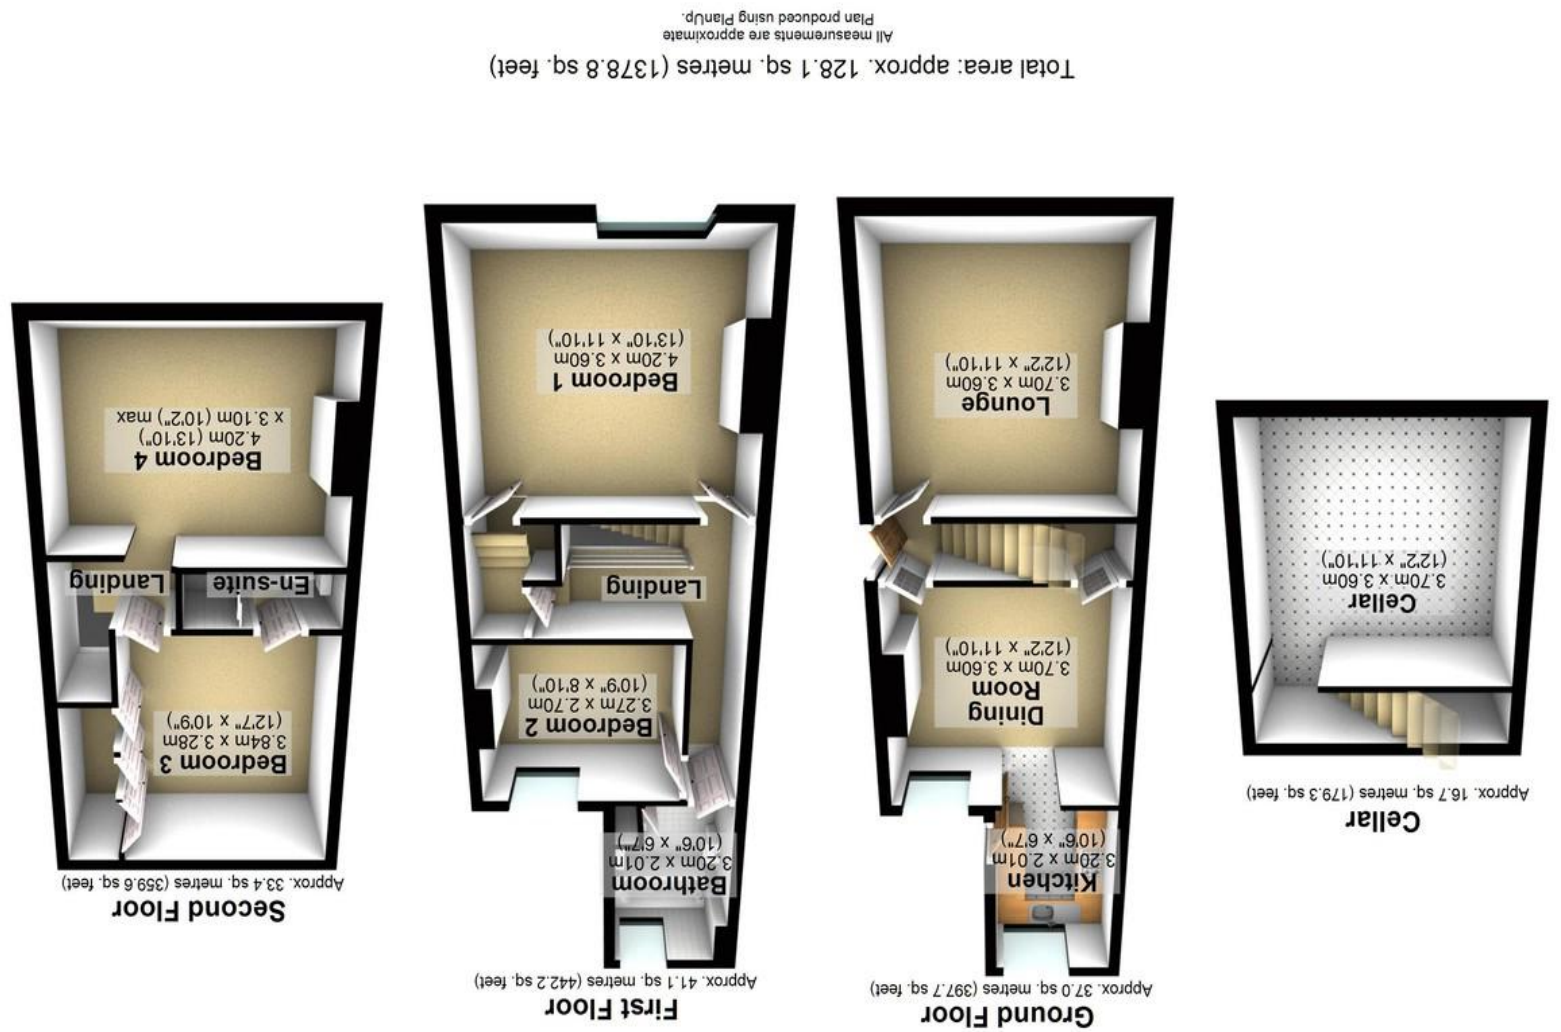 Cellar
Approx. 16.7 sq. metres (179.3 sq. feet)
Cellar
3.70m x 3.60m
(12'2" x 11'10")
Ground Floor
Approx. 37.0 sq. metres (397.7 sq. feet)
Kitchen
3.20m x 2.01m
(10'6" x 6'7")
Dining
Room
3.70m x 3.60m
(12'2" x 11'10")
Lounge
3.70m x 3.60m
(12'2" x 11'10")
First Floor
Approx. 41.1 sq. metres (442.2 sq. feet)
Bathroom
3.20m x 2.01m
(10'6" x 6'7")
Bedroom 2
3.27m x 2.70m
(10'9" x 8'10")
Landing
Bedroom 1
4.20m x 3.60m
(13'10" x 11'10")
Second Floor
Approx. 33.4 sq. metres (359.6 sq. feet)
Bedroom 3
3.84m x 3.28m
(12'7" x 10'9")
En-suite
Landing
Bedroom 4
4.20m (13'10")
x 3.10m (10'2") max
Total area: approx. 128.1 sq. metres (1378.8 sq. feet)
All measurements are approximate
Plan produced using PlanUp.